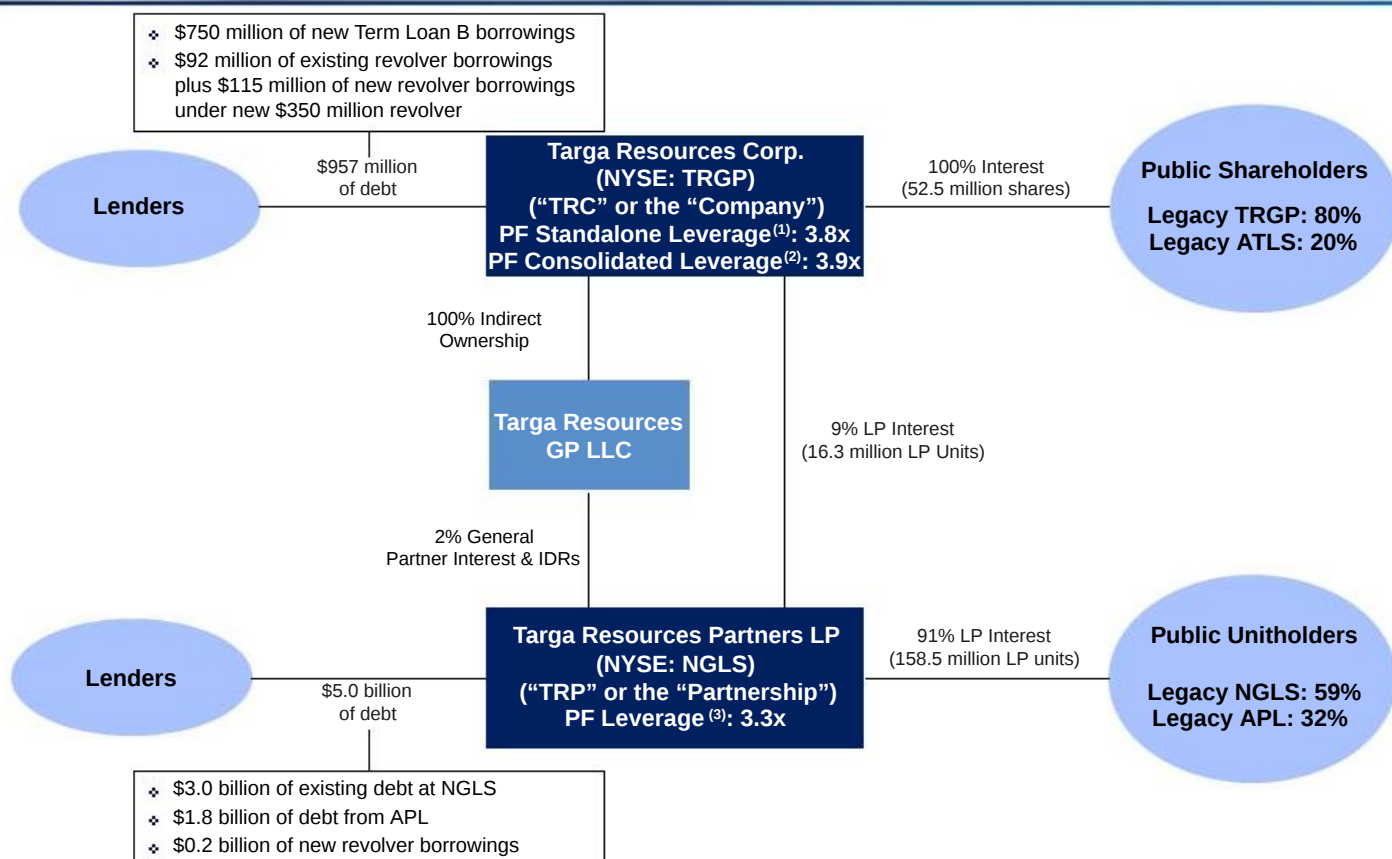 ❖ $750 million of new Term Loan B borrowings
❖ $92 million of existing revolver borrowings
plus $115 million of new revolver borrowings
under new $350 million revolver
$957 million
of debt
Lenders
Targa Resources Corp.
(NYSE: TRGP)
(“TRC” or the “Company”)
PF Standalone Leverage(1): 3.8x
PF Consolidated Leverage(2): 3.9x
100% Interest
(52.5 million shares)
Public Shareholders
Legacy TRGP: 80%
Legacy ATLS: 20%
100% Indirect
Ownership
Targa Resources
GP LLC
9% LP Interest
(16.3 million LP Units)
2% General
Partner Interest & IDRs
Lenders
$5.0 billion
of debt
Targa Resources Partners LP
(NYSE: NGLS)
(“TRP” or the “Partnership”)
PF Leverage (3): 3.3x
91% LP Interest
(158.5 million LP units)
Public Unitholders
Legacy NGLS: 59%
Legacy APL: 32%
❖ $3.0 billion of existing debt at NGLS
❖ $1.8 billion of debt from APL
❖ $0.2 billion of new revolver borrowings